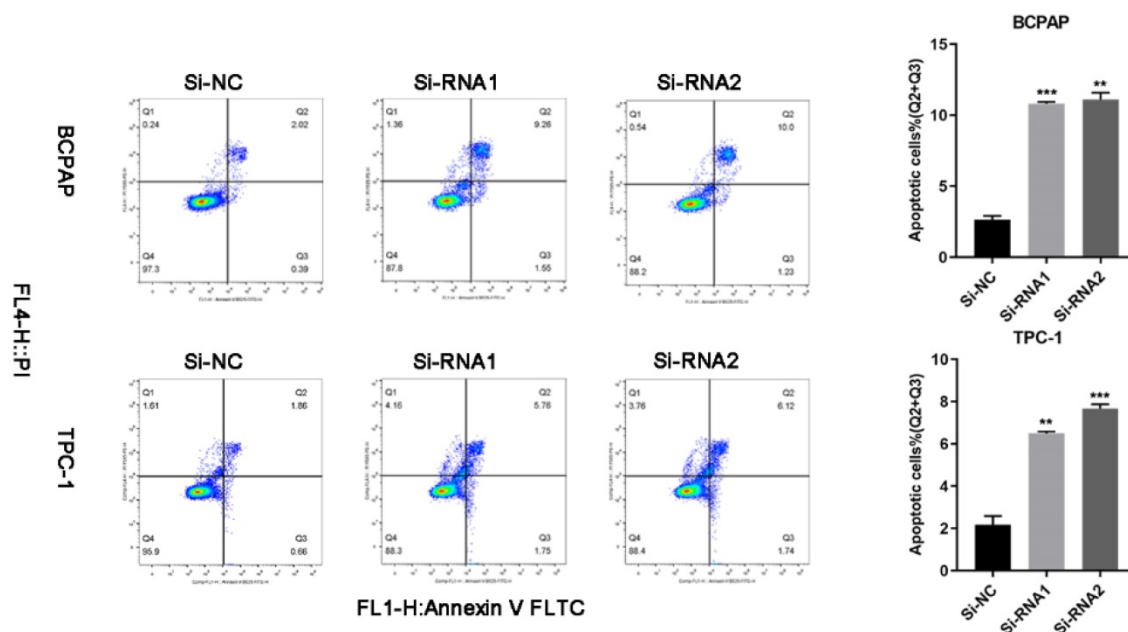 Si-NC
Si-RNA1
Si-RNA2
BCPAP
Q1
0.24
Q2
2.02
Q4
97.3
Q3
0.39
Q1
1.36
Q2
9.26
Q4
87.8
Q3
1.55
Q1
0.54
Q2
10.0
Q4
88.2
Q3
1.23
FL4-H::PI
Si-NC
Si-RNA1
Si-RNA2
TPC-1
Q1
1.61
Q2
1.86
Q4
95.9
Q3
0.66
Q1
4.16
Q2
5.76
Q4
88.3
Q3
1.75
Q1
3.76
Q2
6.12
Q4
88.4
Q3
1.74
FL1-H:Annexin V FLTC
BCPAP
Apoptotic cells%(Q2+Q3)
15
10
5
0
***
**
Si-NC
Si-RNA1
Si-RNA2
TPC-1
Apoptotic cells%(Q2+Q3)
8
6
4
2
0
**
***
Si-NC
Si-RNA1
Si-RNA2